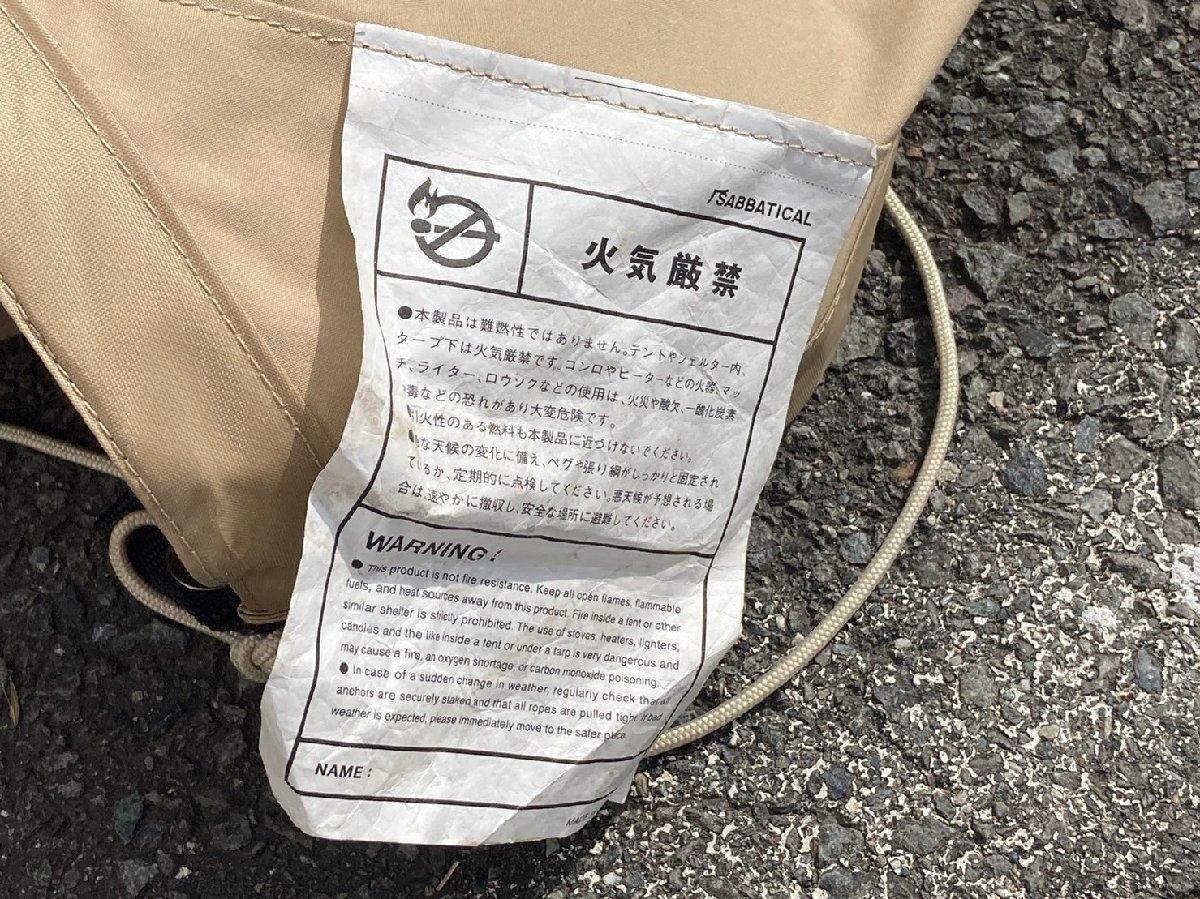 SABBATICAL
火気厳禁
●本製品は難燃性ではありません。テントやシェルター内、
タープ下は火気厳禁です。コンロやヒーターなどの火器、マッ
チ、ライター、ロウソクなどの使用は、火災や酸欠、一酸化炭素
毒などの恐れがあり大変危険です。
引火性のある燃料も本製品に近づけないでください。
な天候の変化に備え、ペグや張り綱がしっかりと固定され
ているか、定期的に点検してください。悪天候が予想される場
合は、速やかに撤収し、安全な場所に避難してください。
WARNING!
● This product is not fire resistance. Keep all open flames, flammable
fuels, and heat sources away from this product. Fire inside a tent or other
similar shelter is strictly prohibited. The use of stoves, heaters, lighters,
candles and the like inside a tent or under a tarp is very dangerous and
may cause a fire, an oxygen shortage, or carbon monoxide poisoning.
● In case of a sudden change in weather, regularly check that all
anchors are securely staked and that all ropes are pulled tight. If bad
weather is expected, please immediately move to the safer place.
NAME: